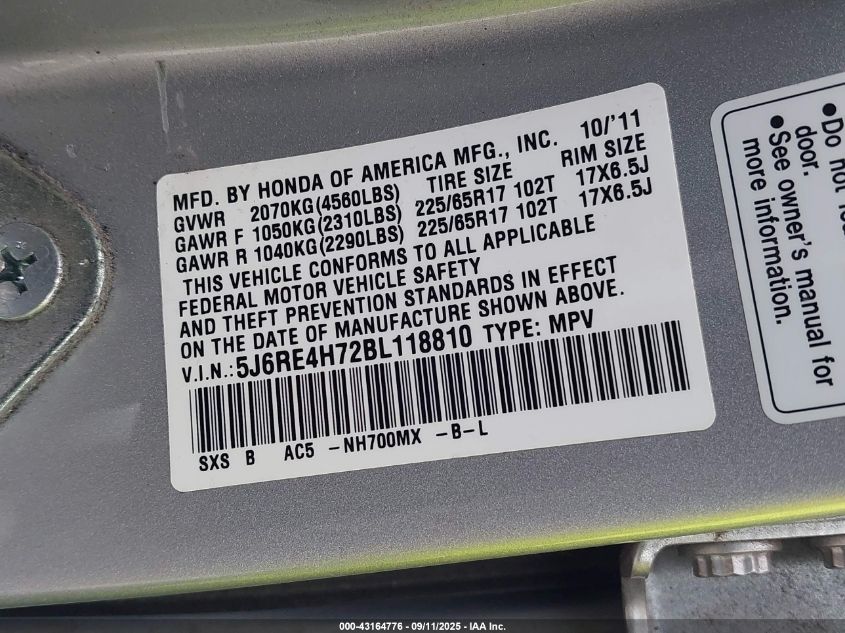 MFD. BY HONDA OF AMERICA MFG., INC. 10/'11
GVWR 2070KG(4560LBS) TIRE SIZE RIM SIZE
GAWR F 1050KG(2310LBS) 225/65R17 102T 17X6.5J
GAWR R 1040KG(2290LBS) 225/65R17 102T 17X6.5J
THIS VEHICLE CONFORMS TO ALL APPLICABLE
FEDERAL MOTOR VEHICLE SAFETY
AND THEFT PREVENTION STANDARDS IN EFFECT
ON THE DATE OF MANUFACTURE SHOWN ABOVE.
V.I.N.:5J6RE4H72BL118810 TYPE: MPV
SXS B AC5 -NH700MX -B-L
●Do not
door.
●See owner's manual for
more information.
000-43164776 - 09/11/2025 - IAA Inc.